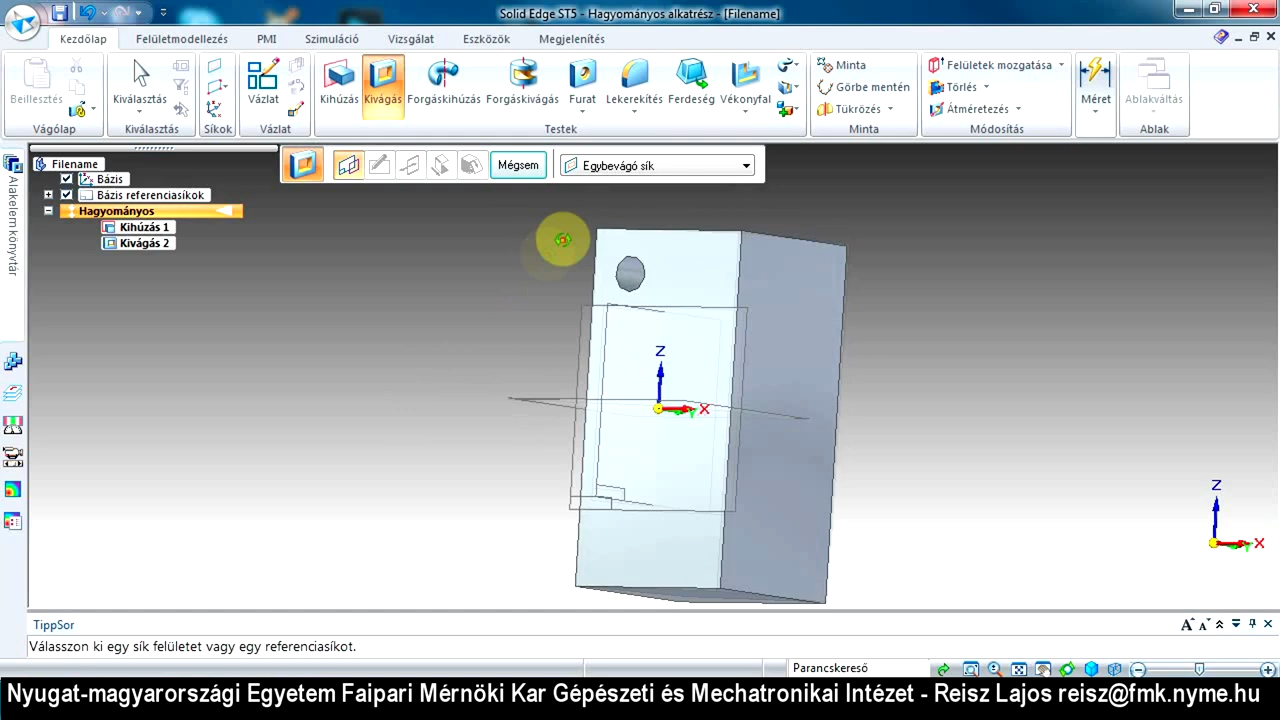 Solid Edge ST5 - Hagyományos alkatrész - [Filename]
Kezdőlap Felületmodellezés PMI Szimuláció Vizsgálat Eszközök Megjelenítés
Beillesztés Kiválasztás Vázlat Kihúzás Kivágás Forgáskihúzás Forgáskivágás Furat Lekerekítés Ferdeség Vékonyfal Minta Görbe mentén Tükrözés Felületek mozgatása Törlés Átméretezés Méret Ablakváltás
Vágólap Kiválasztás Síkok Vázlat Testek Minta Módosítás Ablak
Mégsem Egybevágó sík
Filename
Bázis
Bázis referenciasíkok
Hagyományos
Kihúzás 1
Kivágás 2
Alakelem könyvtár
Z
X
Y
Z
X
Y
TippSor
Válasszon ki egy sík felületet vagy egy referenciasíkot.
Parancskereső
Nyugat-magyarországi Egyetem Faipari Mérnöki Kar Gépészeti és Mechatronikai Intézet - Reisz Lajos reisz@fmk.nyme.hu